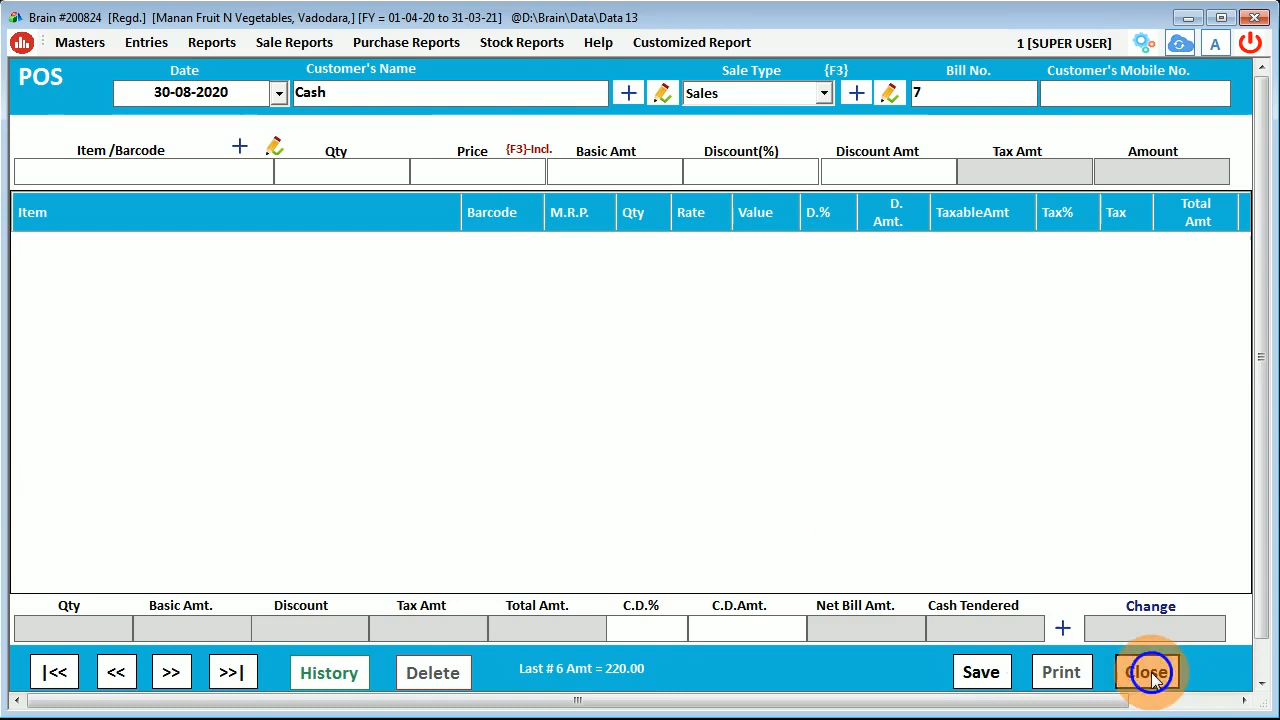 Brain #200824 [Regd.] [Manan Fruit N Vegetables, Vadodara,] [FY = 01-04-20 to 31-03-21] @D:\Brain\Data\Data 13
Masters Entries Reports Sale Reports Purchase Reports Stock Reports Help Customized Report 1 [SUPER USER] A
POS Date Customer's Name Sale Type {F3} Bill No. Customer's Mobile No.
30-08-2020 Cash Sales 7
Item /Barcode Qty Price {F3}-Incl. Basic Amt Discount(%) Discount Amt Tax Amt Amount
Item Barcode M.R.P. Qty Rate Value D.% D. Amt. TaxableAmt Tax% Tax Total Amt
Qty Basic Amt. Discount Tax Amt Total Amt. C.D.% C.D.Amt. Net Bill Amt. Cash Tendered Change
|<< << >> >>| History Delete Last # 6 Amt = 220.00 Save Print Close